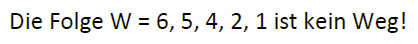 Die Folge W = 6, 5, 4, 2, 1 ist kein Weg!